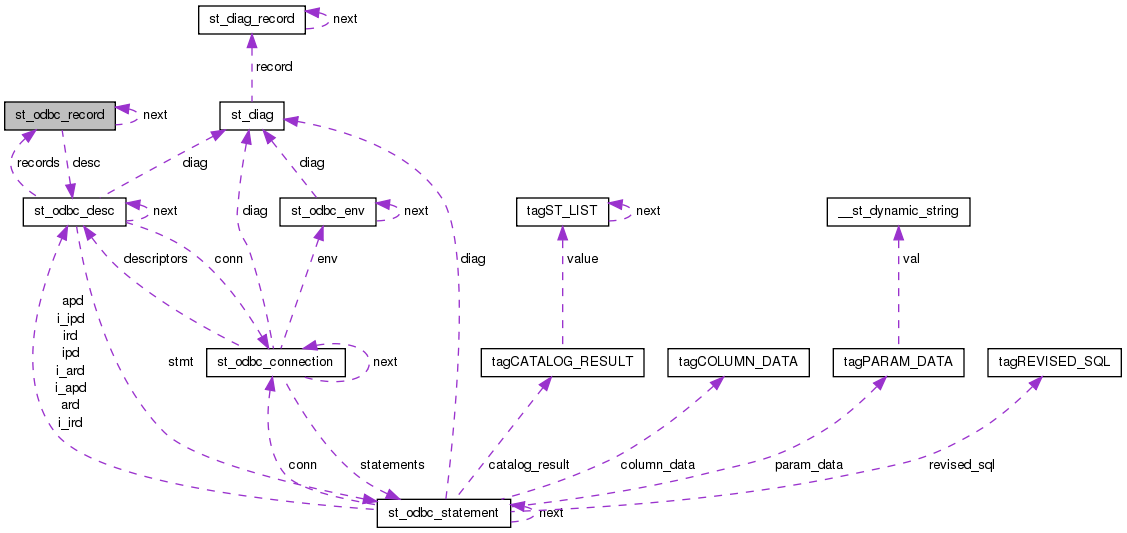 st_diag_record
next
record
st_odbc_record
next
st_diag
records
desc
diag
diag
st_odbc_desc
next
diag
st_odbc_env
next
tagST_LIST
next
__st_dynamic_string
descriptors
conn
env
diag
value
val
apd
i_ipd
ird
ipd
i_ard
i_apd
ard
i_ird
stmt
st_odbc_connection
next
tagCATALOG_RESULT
tagCOLUMN_DATA
tagPARAM_DATA
tagREVISED_SQL
conn
statements
catalog_result
column_data
param_data
revised_sql
st_odbc_statement
next